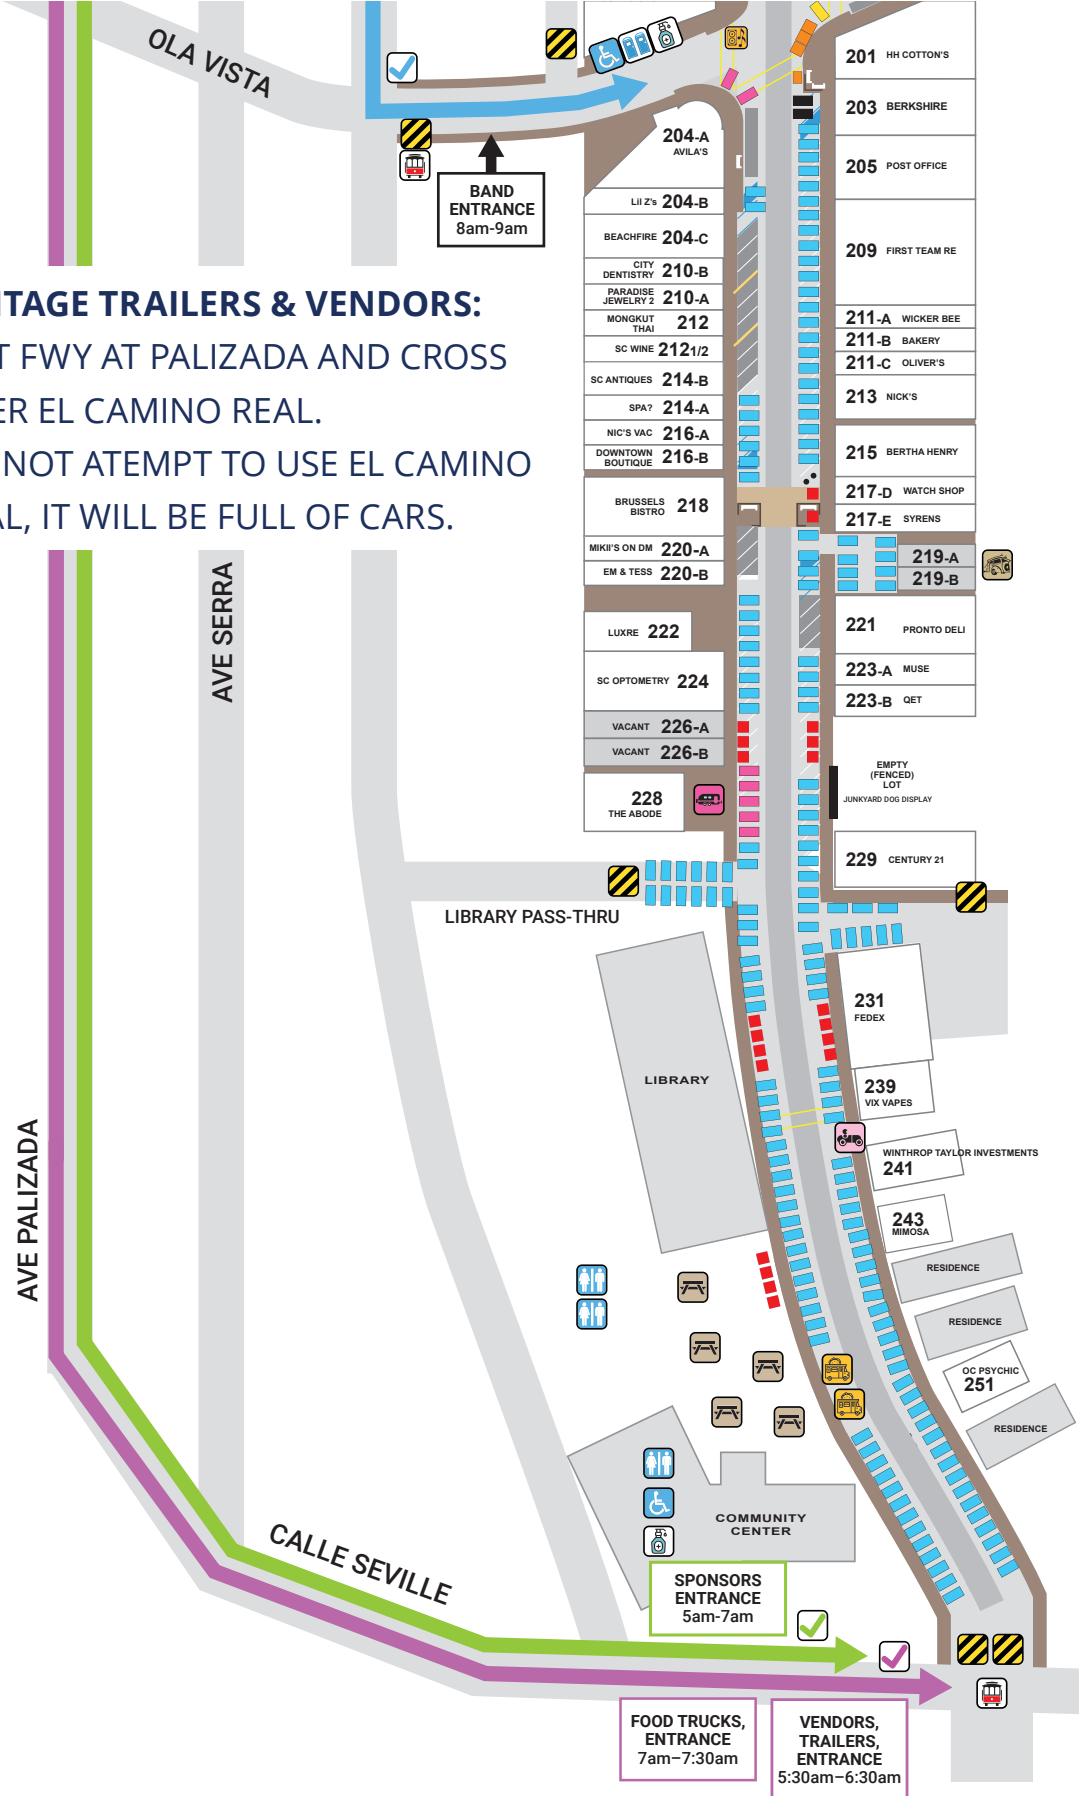 OLA VISTA
BAND
ENTRANCE
8am-9am
ITAGE TRAILERS & VENDORS:
T FWY AT PALIZADA AND CROSS
ER EL CAMINO REAL.
NOT ATEMPT TO USE EL CAMINO
AL, IT WILL BE FULL OF CARS.
204-A
AVILA'S
Lil Z's 204-B
BEACHFIRE 204-C
CITY
DENTISTRY 210-B
PARADISE
JEWELRY 2 210-A
MONGKUT
THAI 212
SC WINE 2121/2
SC ANTIQUES 214-B
SPA? 214-A
NIC'S VAC 216-A
DOWNTOWN
BOUTIQUE 216-B
BRUSSELS
BISTRO 218
MIKII'S ON DM 220-A
EM & TESS 220-B
LUXRE 222
SC OPTOMETRY 224
VACANT 226-A
VACANT 226-B
228
THE ABODE
201 HH COTTON'S
203 BERKSHIRE
205 POST OFFICE
209 FIRST TEAM RE
211-A WICKER BEE
211-B BAKERY
211-C OLIVER'S
213 NICK'S
215 BERTHA HENRY
217-D WATCH SHOP
217-E SYRENS
219-A
219-B
221 PRONTO DELI
223-A MUSE
223-B QET
EMPTY
(FENCED)
LOT
JUNKYARD DOG DISPLAY
229 CENTURY 21
AVE SERRA
LIBRARY PASS-THRU
LIBRARY
231
FEDEX
239
VIX VAPES
WINTHROP TAYLOR INVESTMENTS
241
243
MIMOSA
RESIDENCE
RESIDENCE
OC PSYCHIC
251
RESIDENCE
AVE PALIZADA
CALLE SEVILLE
COMMUNITY
CENTER
SPONSORS
ENTRANCE
5am-7am
FOOD TRUCKS,
ENTRANCE
7am–7:30am
VENDORS,
TRAILERS,
ENTRANCE
5:30am–6:30am